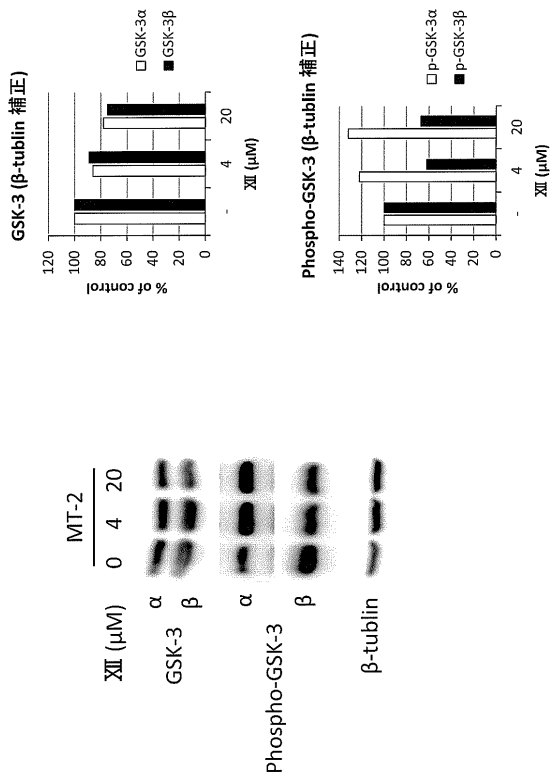 MT-2
XII (μM) 0 4 20
GSK-3 α
β
Phospho-GSK-3 α
β
β-tublin
GSK-3 (β-tublin 補正)
120
100
80
60
40
20
0
% of control
- 4 20
XII (μM)
GSK-3α
GSK-3β
Phospho-GSK-3 (β-tublin 補正)
140
120
100
80
60
40
20
0
% of control
- 4 20
XII (μM)
p-GSK-3α
p-GSK-3β